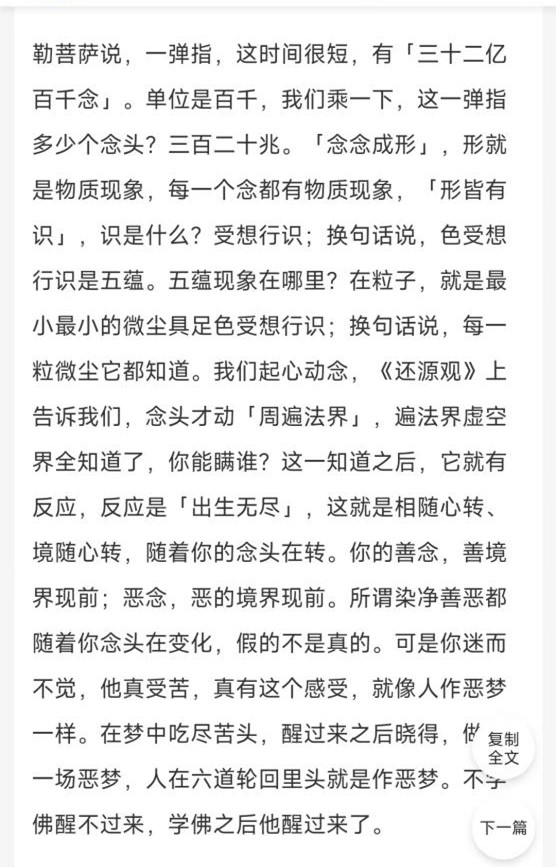 勒菩萨说，一弹指，这时间很短，有「三十二亿
百千念」。单位是百千，我们乘一下，这一弹指
多少个念头？三百二十兆。「念念成形」，形就
是物质现象，每一个念都有物质现象，「形皆有
识」，识是什么？受想行识；换句话说，色受想
行识是五蕴。五蕴现象在哪里？在粒子，就是最
小最小的微尘具足色受想行识；换句话说，每一
粒微尘它都知道。我们起心动念，《还源观》上
告诉我们，念头才动「周遍法界」，遍法界虚空
界全知道了，你能瞒谁？这一知道之后，它就有
反应，反应是「出生无尽」，这就是相随心转、
境随心转，随着你的念头在转。你的善念，善境
界现前；恶念，恶的境界现前。所谓染净善恶都
随着你念头在变化，假的不是真的。可是你迷而
不觉，他真受苦，真有这个感受，就像人作恶梦
一样。在梦中吃尽苦头，醒过来之后晓得，做
一场恶梦，人在六道轮回里头就是作恶梦。不学
佛醒不过来，学佛之后他醒过来了。
复制
全文
下一篇